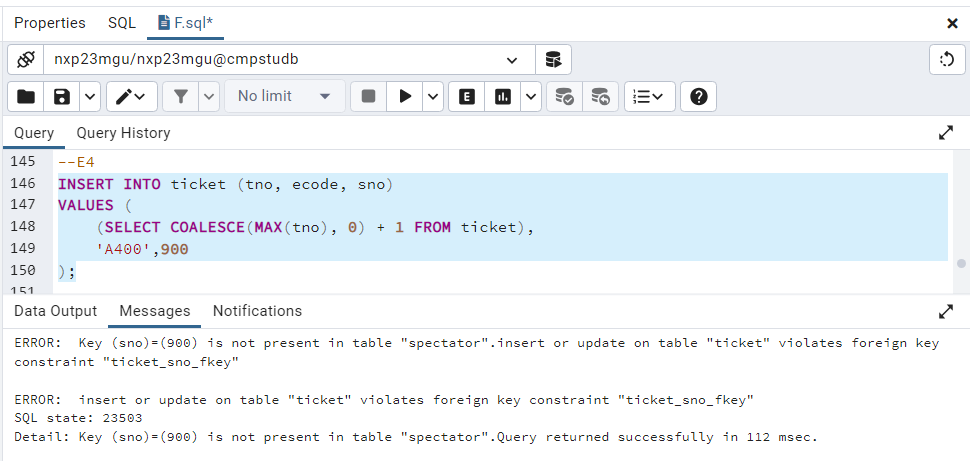 Properties SQL F.sql*
nxp23mgu/nxp23mgu@cmpstudb
No limit E
Query Query History
145 --E4
146 INSERT INTO ticket (tno, ecode, sno)
147 VALUES (
148 (SELECT COALESCE(MAX(tno), 0) + 1 FROM ticket),
149 'A400',900
150 );
151
Data Output Messages Notifications
ERROR:  Key (sno)=(900) is not present in table "spectator".insert or update on table "ticket" violates foreign key
constraint "ticket_sno_fkey"
ERROR:  insert or update on table "ticket" violates foreign key constraint "ticket_sno_fkey"
SQL state: 23503
Detail: Key (sno)=(900) is not present in table "spectator".Query returned successfully in 112 msec.